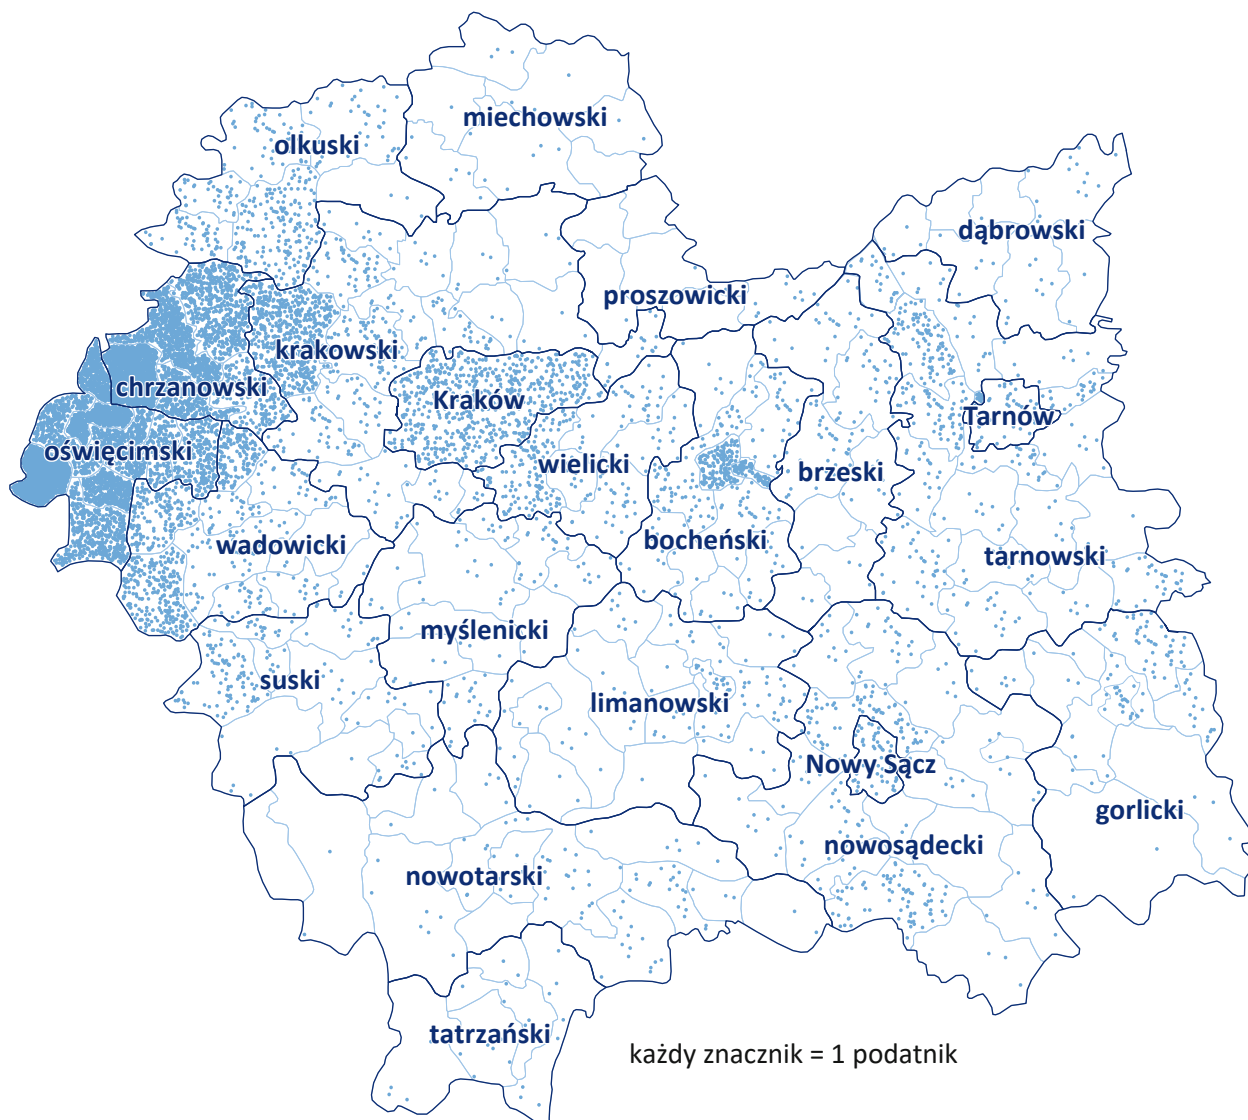 miechowski
olkuski
dąbrowski
proszowicki
krakowski
chrzanowski
Kraków
Tarnów
oświęcimski
wielicki
brzeski
wadowicki
bocheński
tarnowski
myślenicki
suski
limanowski
Nowy Sącz
gorlicki
nowosądecki
nowotarski
tatrzański
każdy znacznik = 1 podatnik